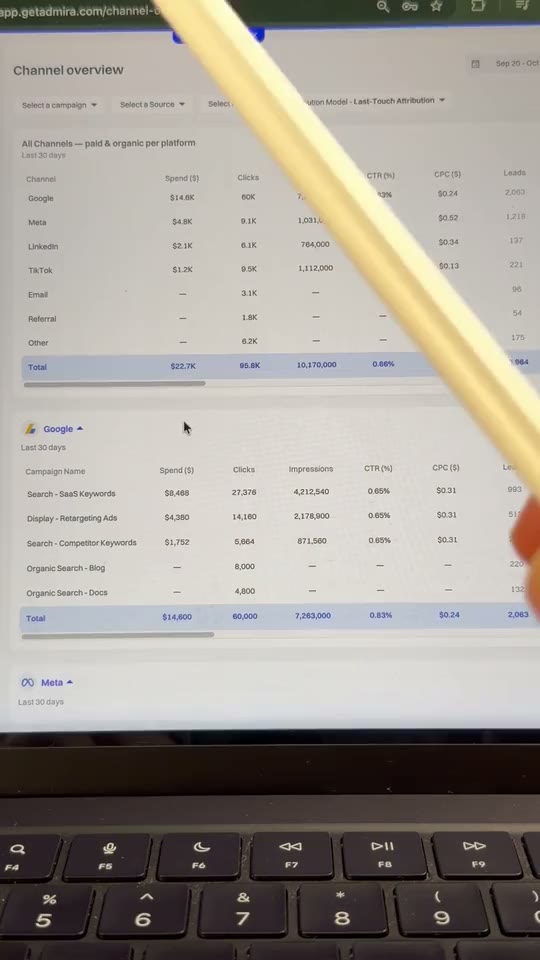 app.getadmira.com/channel-o
Channel overview
Sep 20 - Oct
Select a campaign Select a Source Select Model - Last-Touch Attribution
All Channels — paid & organic per platform
Last 30 days
Channel Spend ($) Clicks CTR (%) CPC ($) Leads
Google $14.6K 60K $0.24 2,063
Meta $4.8K 9.1K $0.52 1,218
LinkedIn $2.1K 6.1K 764,000 $0.34 137
TikTok $1.2K 9.5K 1,112,000 $0.13 221
Email — 3.1K — 96
Referral — 1.8K — — 54
Other — 6.2K — — 175
Total $22.7K 95.8K 10,170,000 0.66%
Google
Last 30 days
Campaign Name Spend ($) Clicks Impressions CTR (%) CPC ($)
Search - SaaS Keywords $8,468 27,376 4,212,540 0.65% $0.31 993
Display - Retargeting Ads $4,380 14,160 2,178,900 0.65% $0.31
Search - Competitor Keywords $1,752 5,664 871,560 0.65% $0.31
Organic Search - Blog — 8,000 — — — 220
Organic Search - Docs — 4,800 — — — 132
Total $14,600 60,000 7,263,000 0.83% $0.24 2,063
Meta
Last 30 days
F4 F5 F6 F7 F8 F9
% ^ & * ( )
5 6 7 8 9